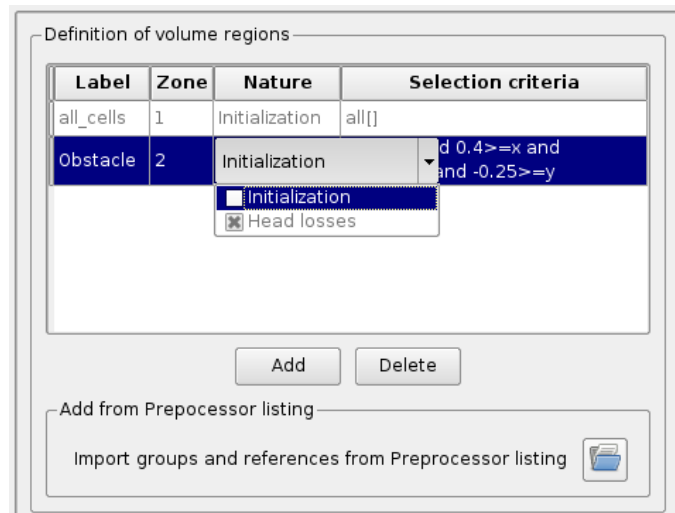 Definition of volume regions
Label Zone Nature Selection criteria
all_cells 1 Initialization all[]
Obstacle 2 Initialization d 0.4>=x and
and -0.25>=y
Initialization
Head losses
Add Delete
Add from Prepocessor listing
Import groups and references from Preprocessor listing